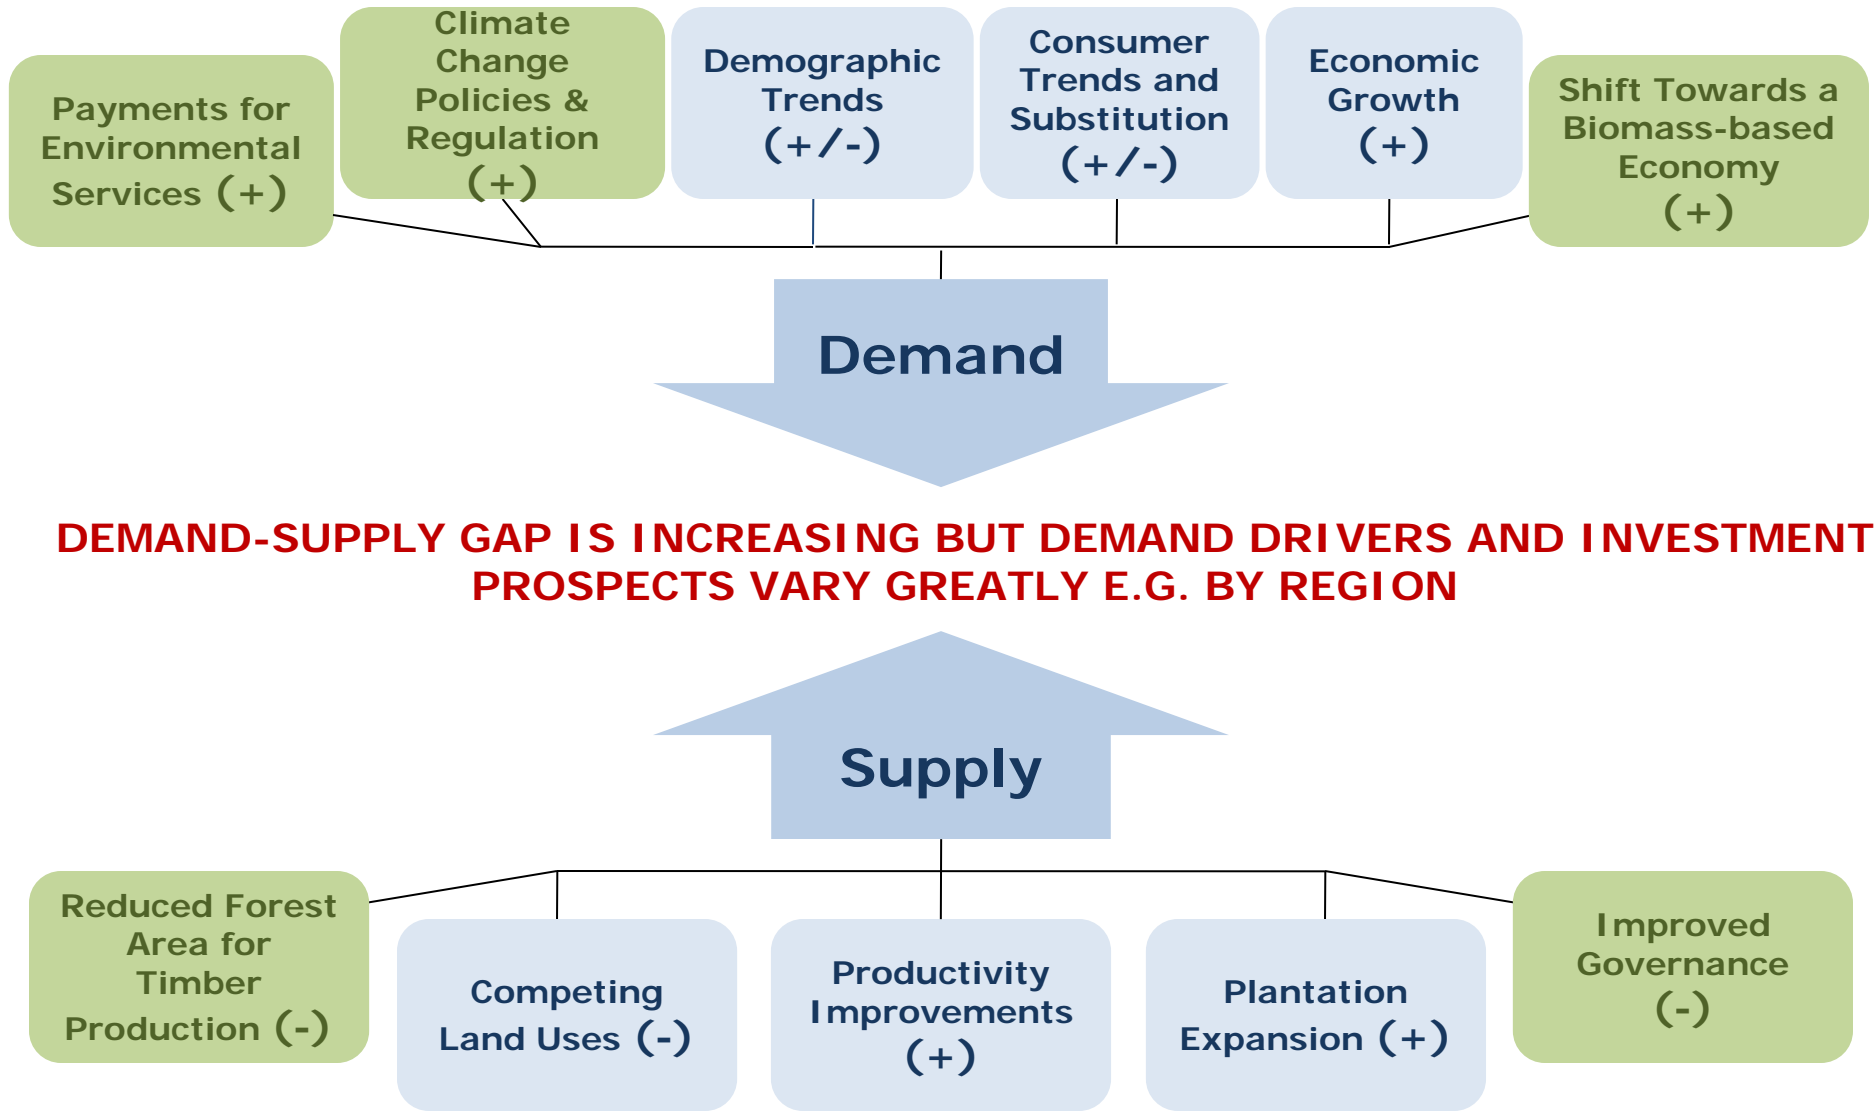 Payments for
Environmental
Services (+)
Climate
Change
Policies &
Regulation
(+)
Demographic
Trends
(+/-)
Consumer
Trends and
Substitution
(+/-)
Economic
Growth
(+)
Shift Towards a
Biomass-based
Economy
(+)
Demand
DEMAND-SUPPLY GAP IS INCREASING BUT DEMAND DRIVERS AND INVESTMENT
PROSPECTS VARY GREATLY E.G. BY REGION
Supply
Reduced Forest
Area for
Timber
Production (-)
Competing
Land Uses (-)
Productivity
Improvements
(+)
Plantation
Expansion (+)
Improved
Governance
(-)